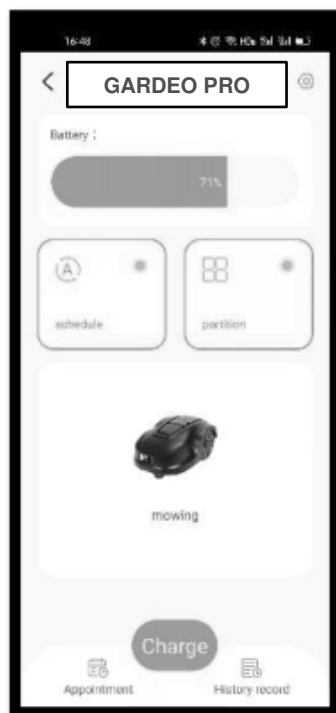 16:48
GARDEO PRO
Battery :
71%
schedule
partition
mowing
Charge
Appointment
History record